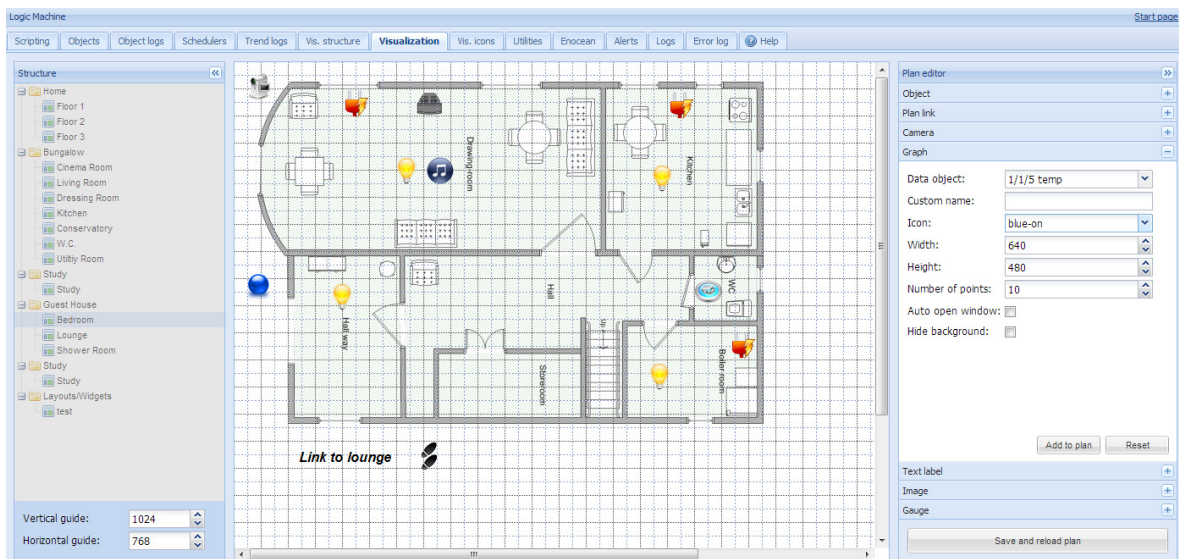 Logic Machine
Start page
Scripting
Objects
Object logs
Schedulers
Trend logs
Vis. structure
Visualization
Vis. icons
Utilities
Enocean
Alerts
Logs
Error log
Help
Structure
Home
Floor 1
Floor 2
Floor 3
Bungalow
Cinema Room
Living Room
Dressing Room
Kitchen
Conservatory
W.C.
Utitiy Room
Study
Study
Guest House
Bedroom
Lounge
Shower Room
Study
Study
Layouts/Widgets
test
Vertical guide: 1024
Horizontal guide: 768
Drawing-room
Kitchen
Hall way
Hall
WC
Up
Storeroom
Boiler room
Link to lounge
Plan editor
Object
Plan link
Camera
Graph
Data object: 1/1/5 temp
Custom name:
Icon: blue-on
Width: 640
Height: 480
Number of points: 10
Auto open window:
Hide background:
Add to plan
Reset
Text label
Image
Gauge
Save and reload plan